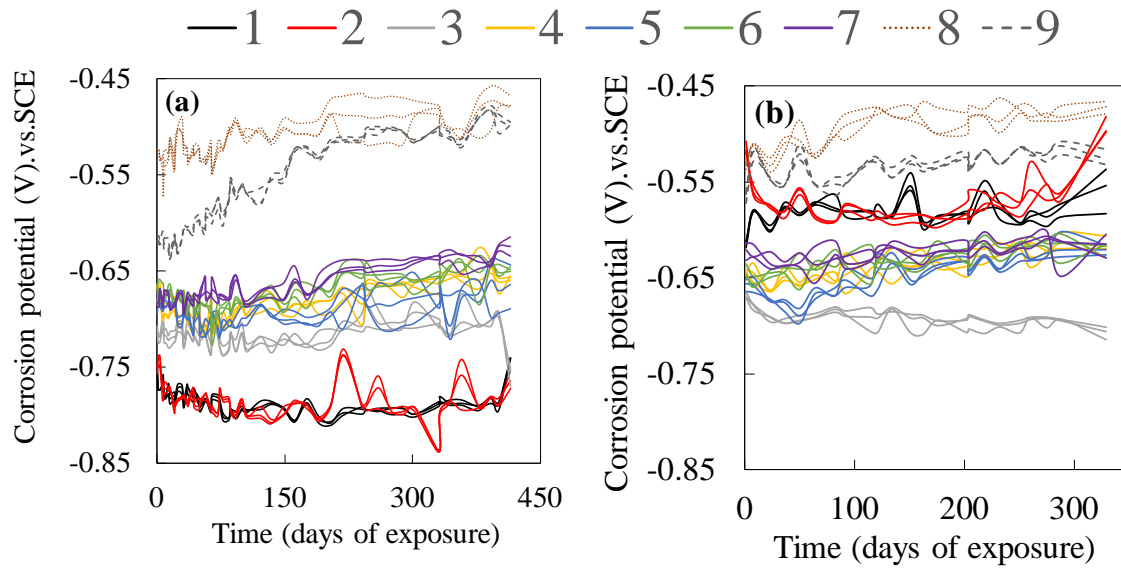 1 2 3 4 5 6 7 8 9
Corrosion potential (V).vs.SCE
(a)
-0.45
-0.55
-0.65
-0.75
-0.85
0 150 300 450
Time (days of exposure)
Corrosion potential (V).vs.SCE
(b)
-0.45
-0.55
-0.65
-0.75
-0.85
0 100 200 300
Time (days of exposure)